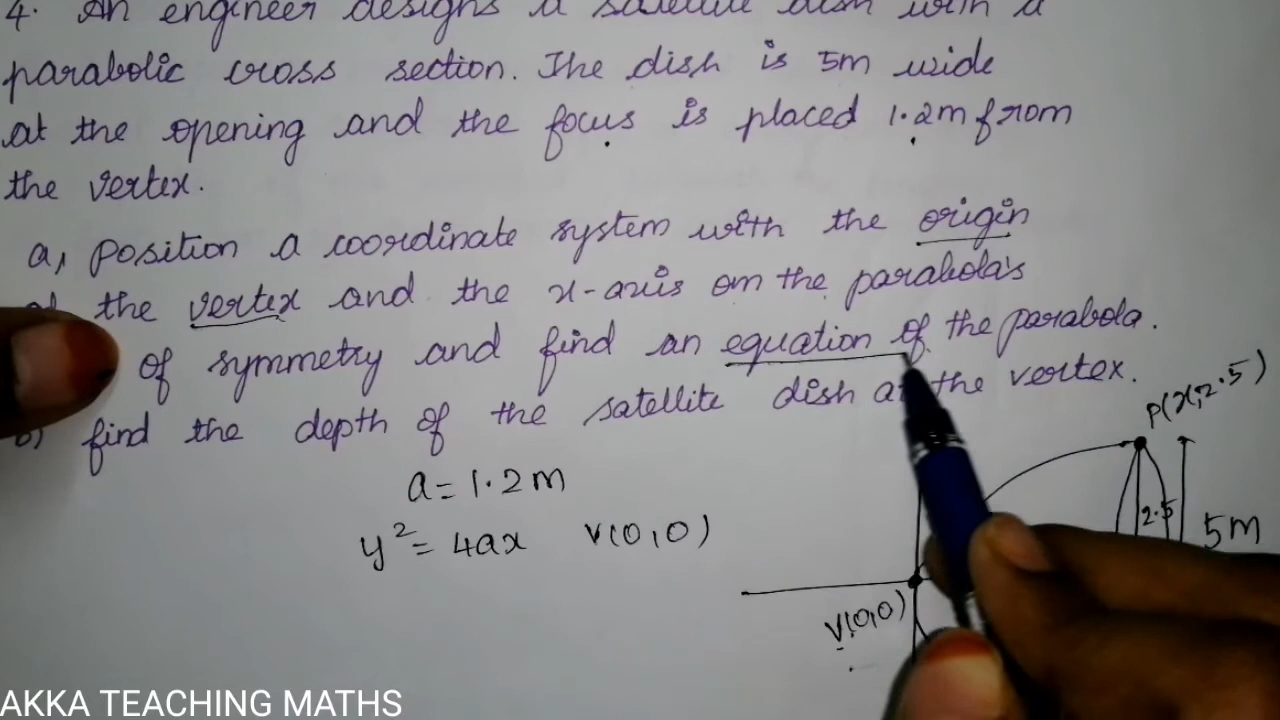 4. An engineer designs a satellite dish with a
parabolic cross section. The dish is 5m wide
at the opening and the focus is placed 1.2m from
the vertex.
a, position a coordinate system with the origin
the vertex and the x-axis on the parabola's
of symmetry and find an equation of the parabola.
b) find the depth of the satellite dish at the vertex.
a = 1.2m
y² = 4ax V(0,0)
P(x,2.5)
2.5
5m
V(0,0)
AKKA TEACHING MATHS